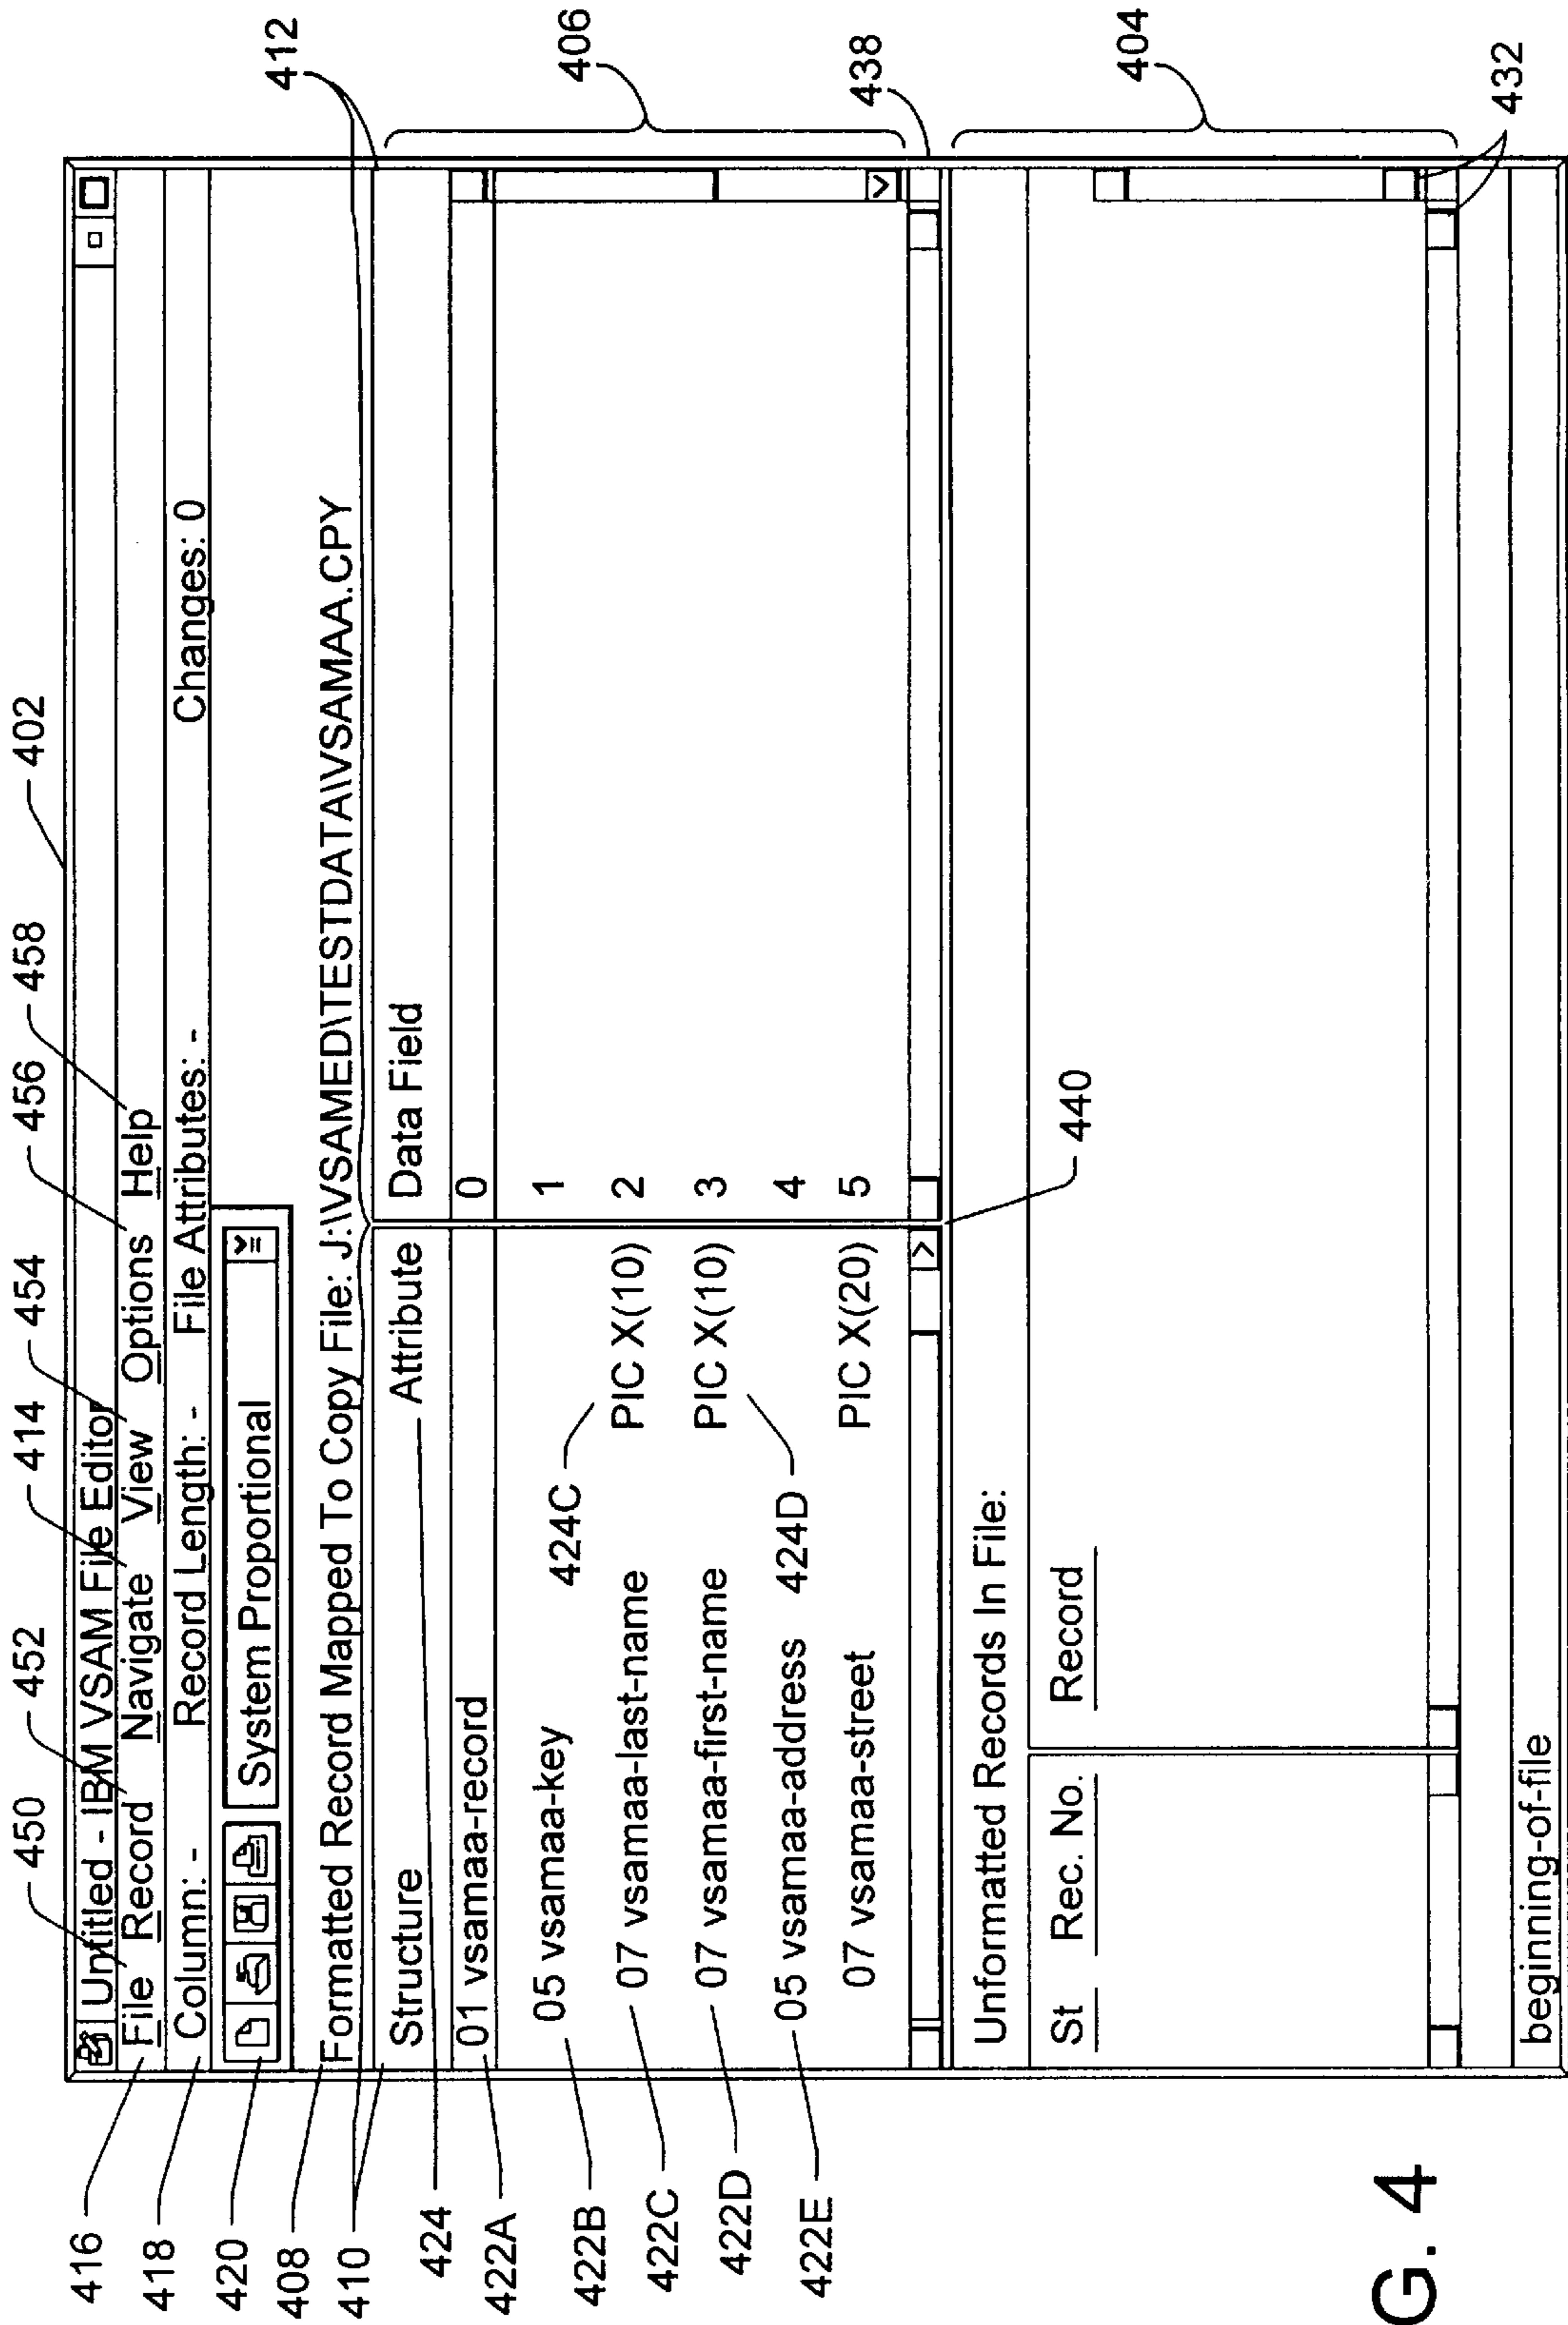 402
450 452 414 454 456 458
Untitled - IBM VSAM File Editor
416
File Record Navigate View Options Help
418
Column: - Record Length: - File Attributes: - Changes: 0
420
System Proportional
408
Formatted Record Mapped To Copy File: J:\VSAMED\TESTDATA\VSAMAA.CPY
410
412
Structure Attribute Data Field
424
422A
01 vsamaa-record 0
406
422B
05 vsamaa-key 1
424C
422C
07 vsamaa-last-name PIC X(10) 2
422D
07 vsamaa-first-name PIC X(10) 3
424D
422E
05 vsamaa-address 4
07 vsamaa-street PIC X(20) 5
438
440
Unformatted Records In File:
404
St Rec. No. Record
432
beginning-of-file
G. 4